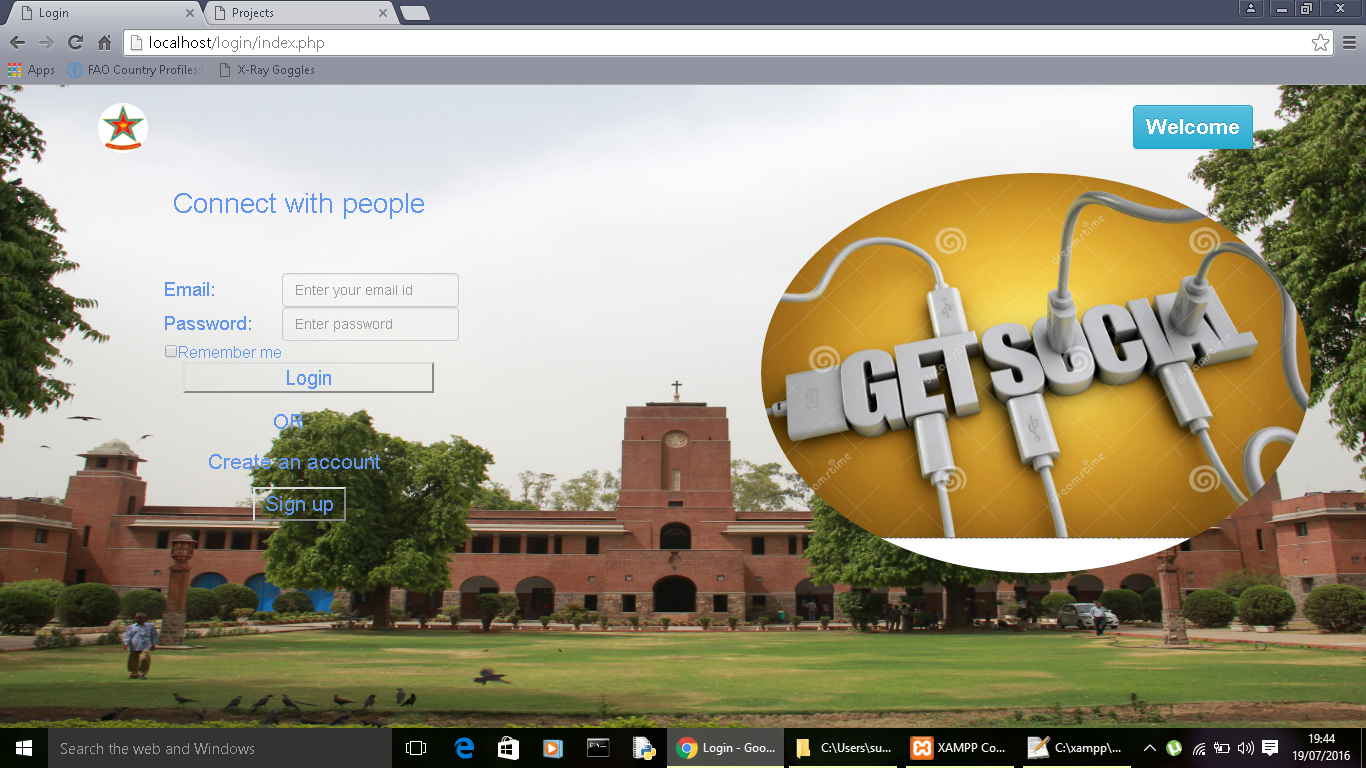 Login
Projects
localhost/login/index.php
Apps
FAO Country Profiles:
X-Ray Goggles
Welcome
Connect with people
Email:
Enter your email id
Password:
Enter password
Remember me
Login
OR
Create an account
Sign up
GET SOCIAL
dreamstime
dreamstime
dreamstime
Search the web and Windows
Login - Goo...
C:\Users\su...
XAMPP Co...
C:\xampp\...
19:44
19/07/2016